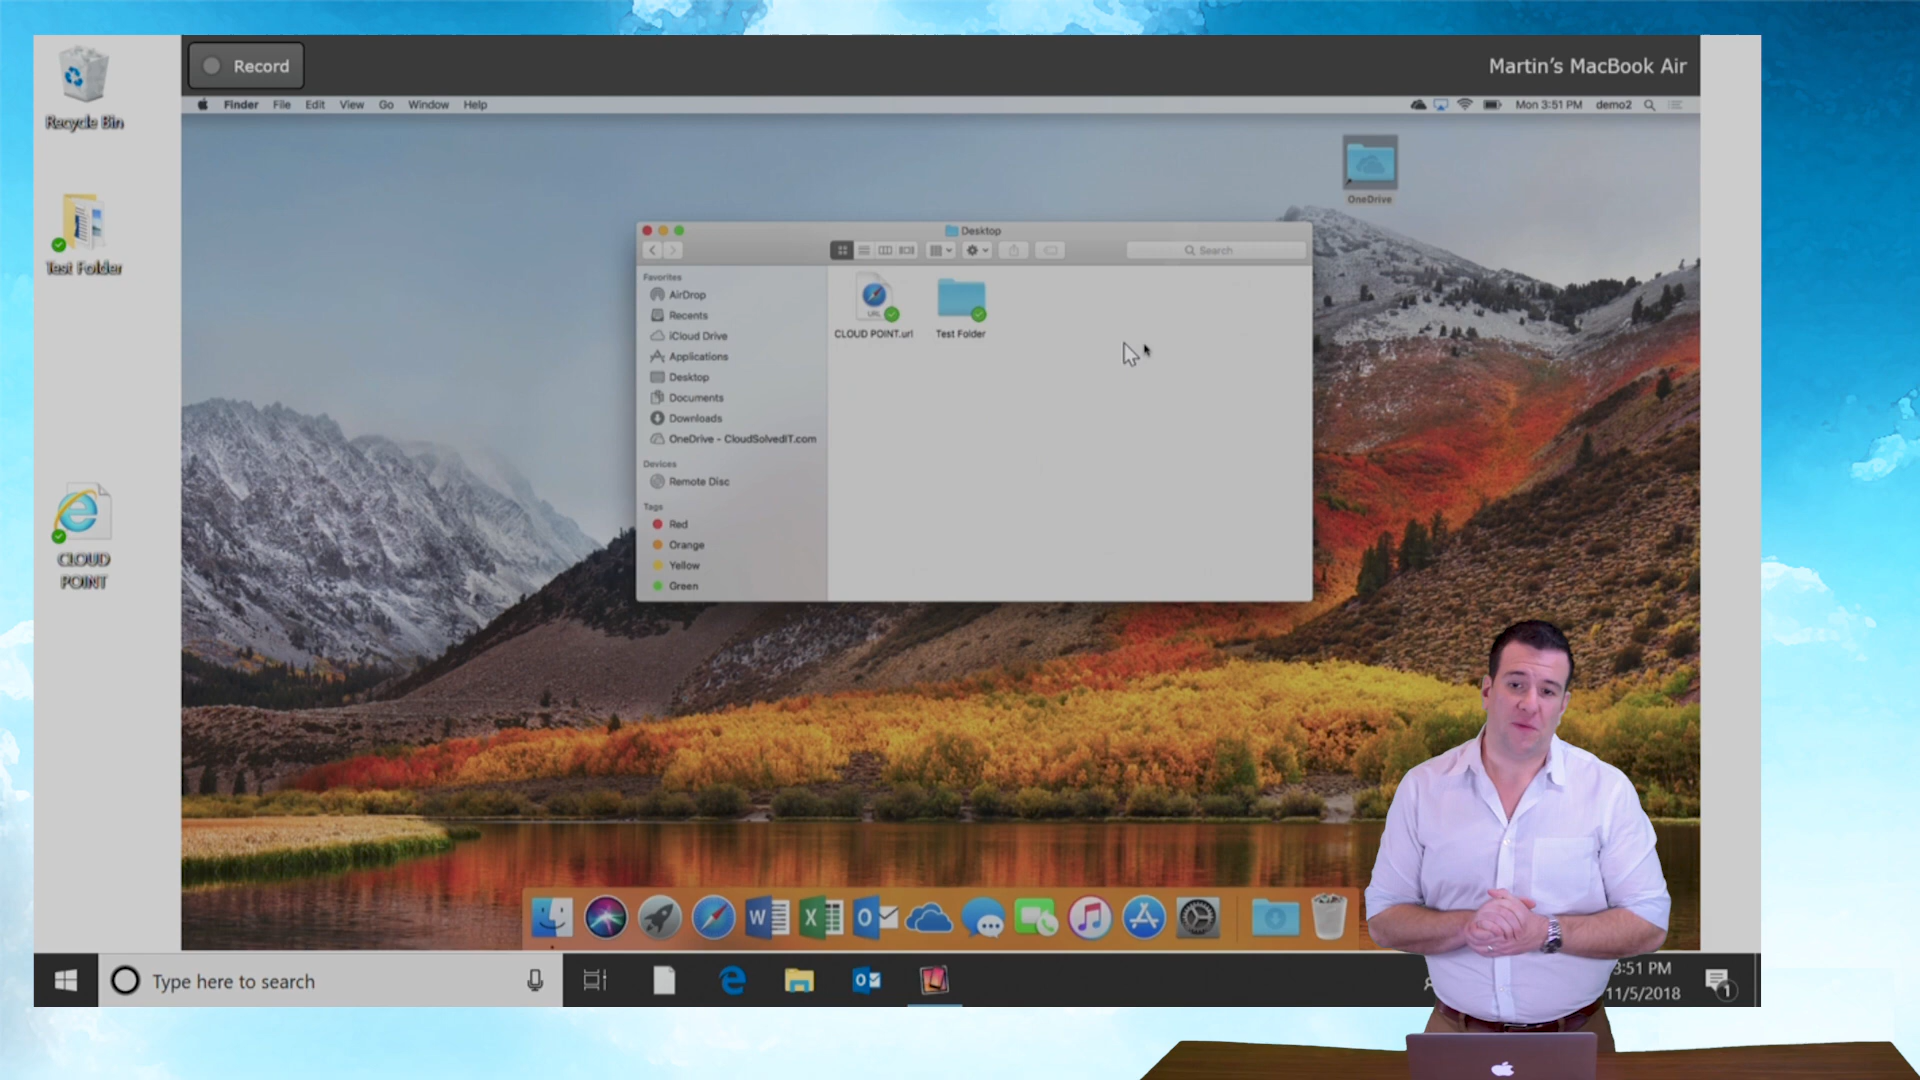 Record
Martin's MacBook Air
Finder File Edit View Go Window Help
Mon 3:51 PM demo2
Recycle Bin
OneDrive
Test Folder
Desktop
Search
Favorites
AirDrop
Recents
iCloud Drive
Applications
Desktop
Documents
Downloads
OneDrive - CloudSolvedIT.com
Devices
Remote Disc
Tags
Red
Orange
Yellow
Green
URL
CLOUD POINT.url
Test Folder
CLOUD
POINT
W
X
O
Type here to search
O
3:51 PM
11/5/2018
1